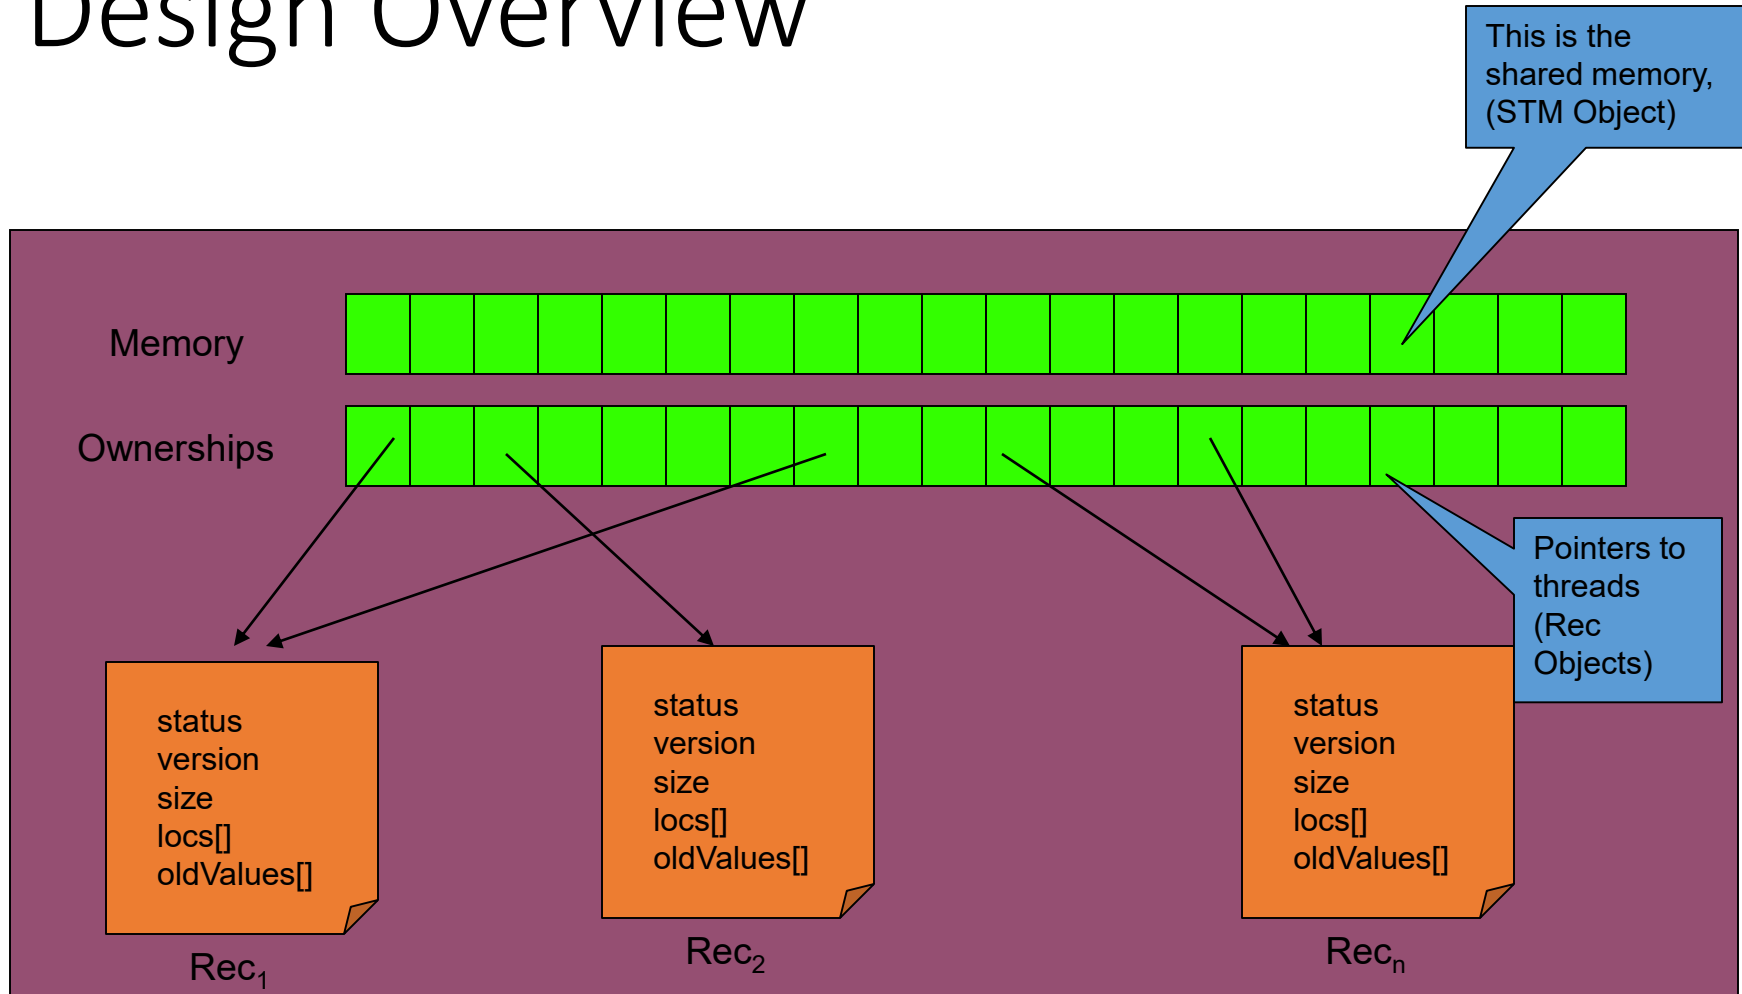 Design Overview
This is the
shared memory,
(STM Object)
Memory
Ownerships
Pointers to
threads
(Rec
Objects)
status
version
size
locs[]
oldValues[]
Rec1
status
version
size
locs[]
oldValues[]
Rec2
status
version
size
locs[]
oldValues[]
Recn